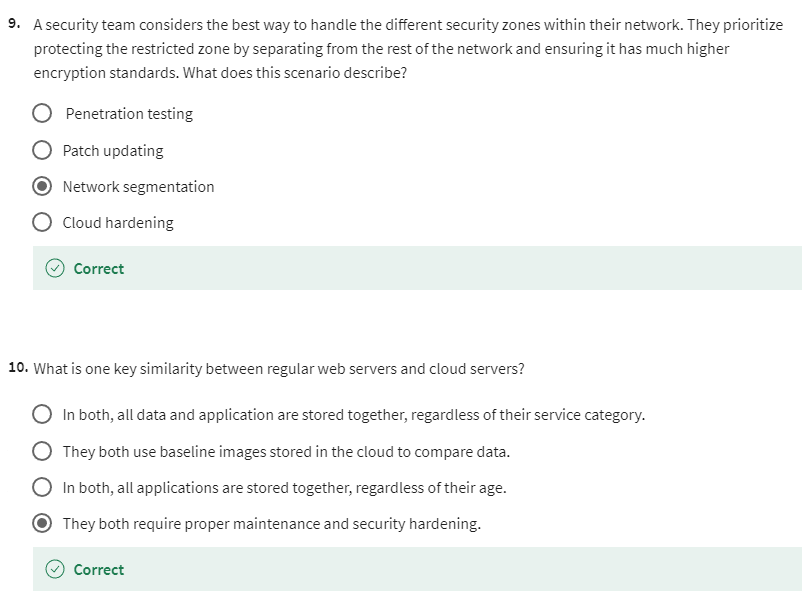 9. A security team considers the best way to handle the different security zones within their network. They prioritize
protecting the restricted zone by separating from the rest of the network and ensuring it has much higher
encryption standards. What does this scenario describe?
Penetration testing
Patch updating
Network segmentation
Cloud hardening
Correct
10. What is one key similarity between regular web servers and cloud servers?
In both, all data and application are stored together, regardless of their service category.
They both use baseline images stored in the cloud to compare data.
In both, all applications are stored together, regardless of their age.
They both require proper maintenance and security hardening.
Correct